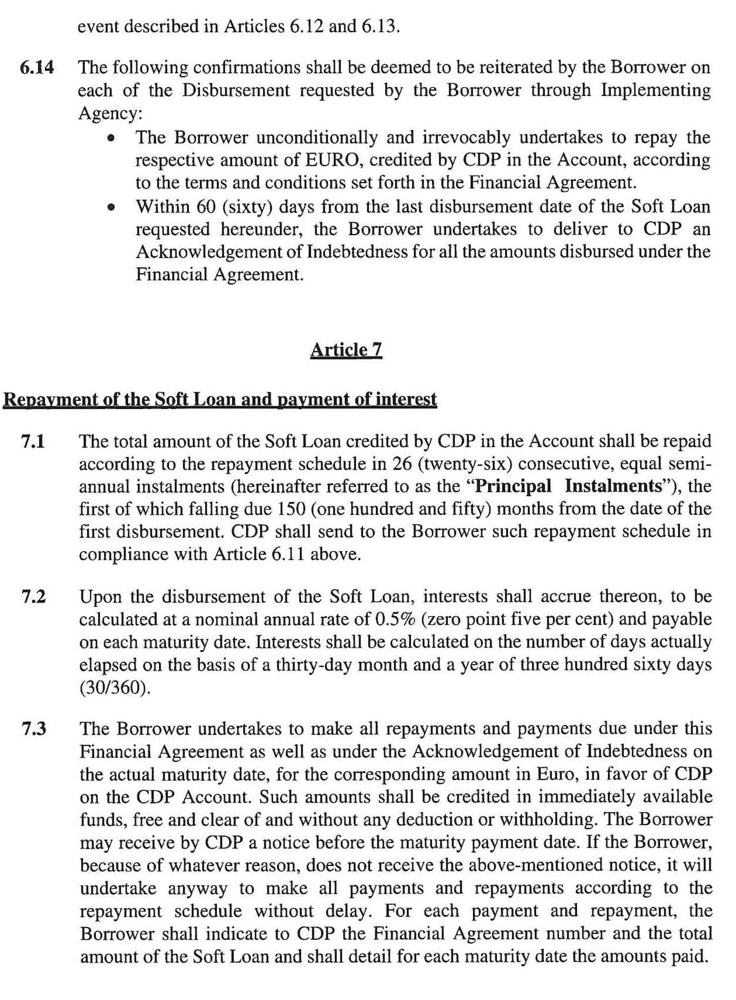 event described in Articles 6.12 and 6.13.
6.14 The following confirmations shall be deemed to be reiterated by the Borrower on
each of the Disbursement requested by the Borrower through Implementing
Agency:
• The Borrower unconditionally and irrevocably undertakes to repay the
respective amount of EURO, credited by CDP in the Account, according
to the terms and conditions set forth in the Financial Agreement.
• Within 60 (sixty) days from the last disbursement date of the Soft Loan
requested hereunder, the Borrower undertakes to deliver to CDP an
Acknowledgement of Indebtedness for all the amounts disbursed under the
Financial Agreement.
Article 7
Repayment of the Soft Loan and payment of interest
7.1 The total amount of the Soft Loan credited by CDP in the Account shall be repaid
according to the repayment schedule in 26 (twenty-six) consecutive, equal semi-
annual instalments (hereinafter referred to as the “Principal Instalments”), the
first of which falling due 150 (one hundred and fifty) months from the date of the
first disbursement. CDP shall send to the Borrower such repayment schedule in
compliance with Article 6.11 above.
7.2 Upon the disbursement of the Soft Loan, interests shall accrue thereon, to be
calculated at a nominal annual rate of 0.5% (zero point five per cent) and payable
on each maturity date. Interests shall be calculated on the number of days actually
elapsed on the basis of a thirty-day month and a year of three hundred sixty days
(30/360).
7.3 The Borrower undertakes to make all repayments and payments due under this
Financial Agreement as well as under the Acknowledgement of Indebtedness on
the actual maturity date, for the corresponding amount in Euro, in favor of CDP
on the CDP Account. Such amounts shall be credited in immediately available
funds, free and clear of and without any deduction or withholding. The Borrower
may receive by CDP a notice before the maturity payment date. If the Borrower,
because of whatever reason, does not receive the above-mentioned notice, it will
undertake anyway to make all payments and repayments according to the
repayment schedule without delay. For each payment and repayment, the
Borrower shall indicate to CDP the Financial Agreement number and the total
amount of the Soft Loan and shall detail for each maturity date the amounts paid.